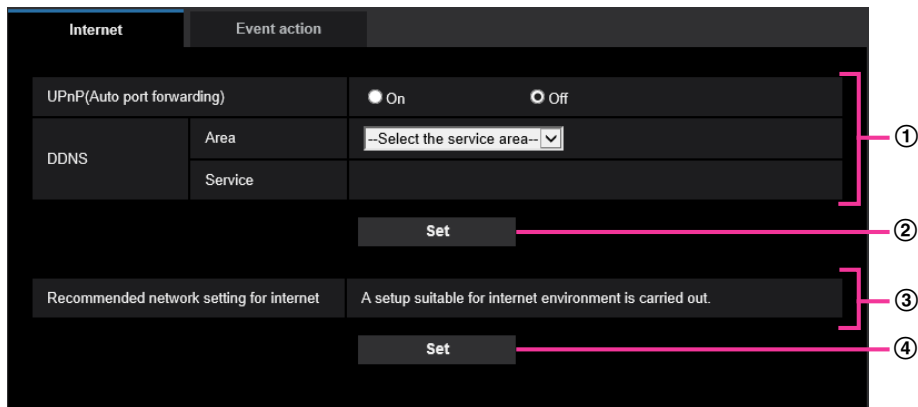 Internet
Event action
UPnP(Auto port forwarding)
On
Off
①
DDNS
Area
--Select the service area--
Service
Set
②
Recommended network setting for internet
A setup suitable for internet environment is carried out.
③
Set
④